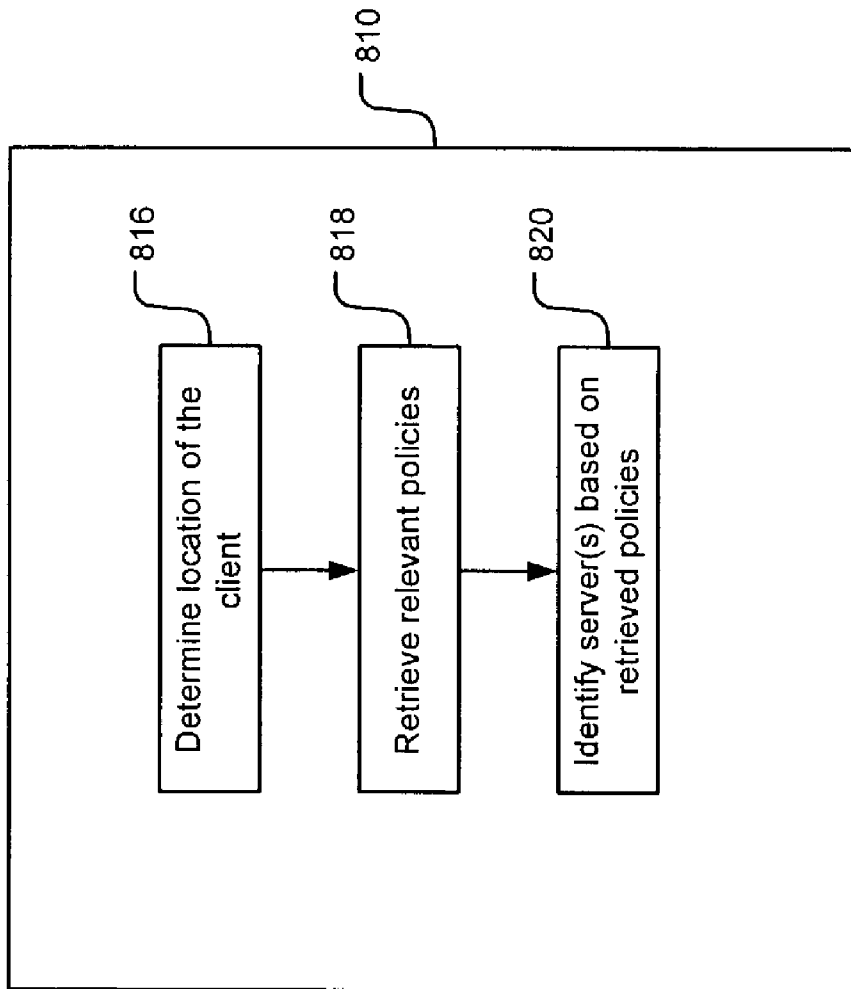 810
816
Determine location of the
client
818
Retrieve relevant policies
820
Identify server(s) based on
retrieved policies